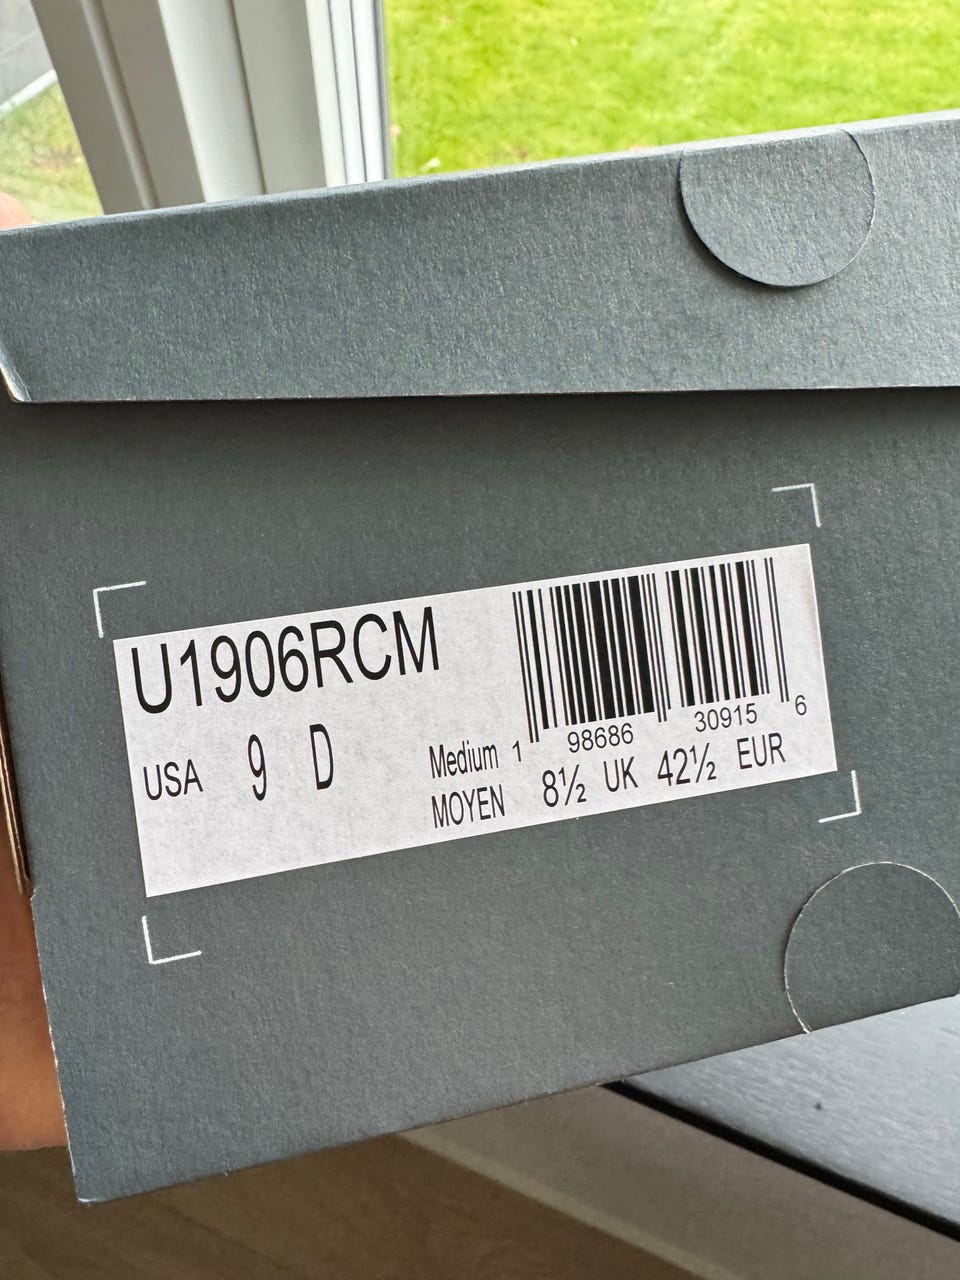 U1906RCM
USA 9 D
Medium
MOYEN
1 98686 30915 6
8½ UK 42½ EUR